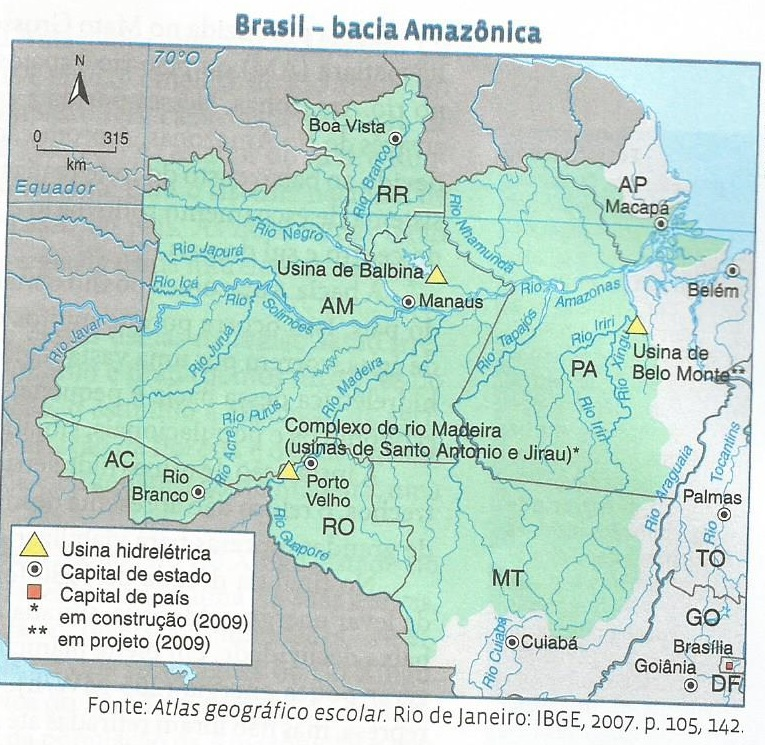 Brasil – bacia Amazônica
70°O
N
0 315
km
Equador
Boa Vista
Rio Branco
RR
AP
Macapá
Rio Nhamundá
Rio Negro
Rio Japurá
Usina de Balbina
Belém
Rio Içá
Rio Solimões
AM
Manaus
Rio Amazonas
Rio Javari
Rio Juruá
Rio Tapajós
Rio Iriri
Rio Xingu
Usina de
Belo Monte**
PA
Rio Madeira
Rio Purus
Rio Iriri
Complexo do rio Madeira
(usinas de Santo Antonio e Jirau)*
Rio Acre
AC
Rio
Branco
Porto
Velho
Rio Araguaia
Rio Tocantins
Palmas
RO
Rio Guaporé
TO
MT
GO
Rio Cuiabá
Cuiabá
Brasília
Goiânia
DF
Usina hidrelétrica
Capital de estado
Capital de país
* em construção (2009)
** em projeto (2009)
Fonte: Atlas geográfico escolar. Rio de Janeiro: IBGE, 2007. p. 105, 142.